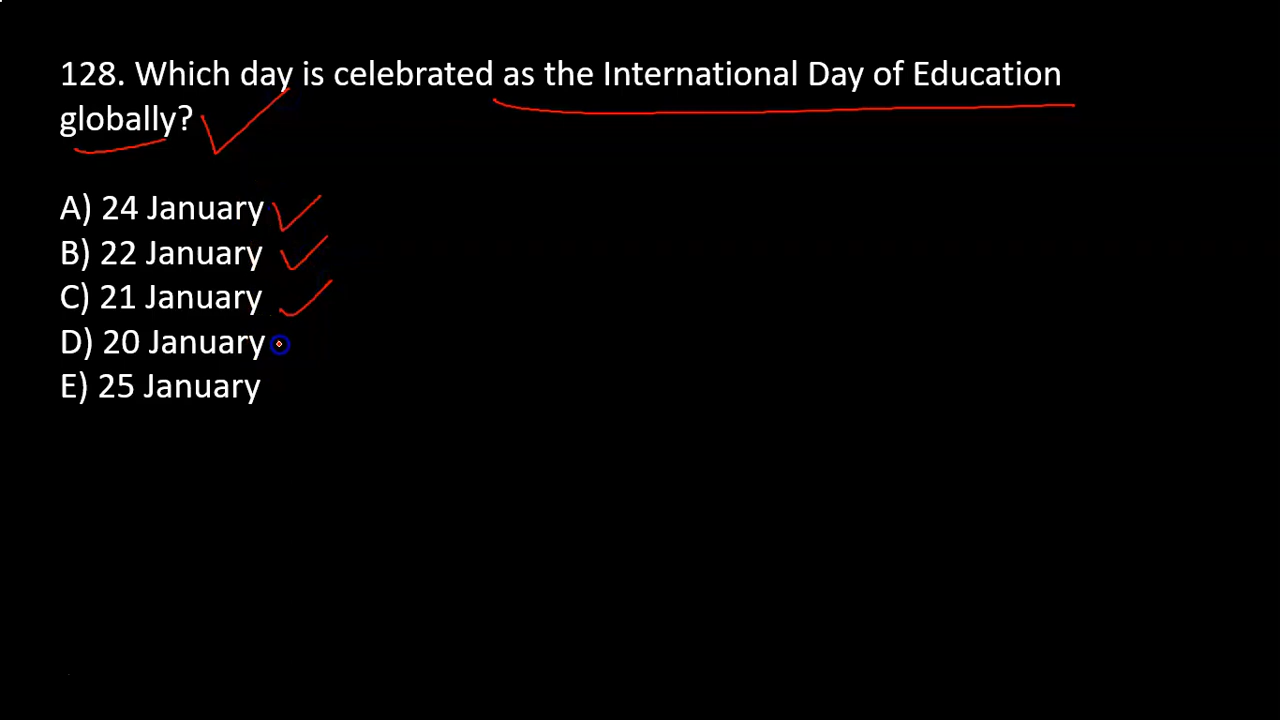 128. Which day is celebrated as the International Day of Education
globally?
A) 24 January
B) 22 January
C) 21 January
D) 20 January
E) 25 January